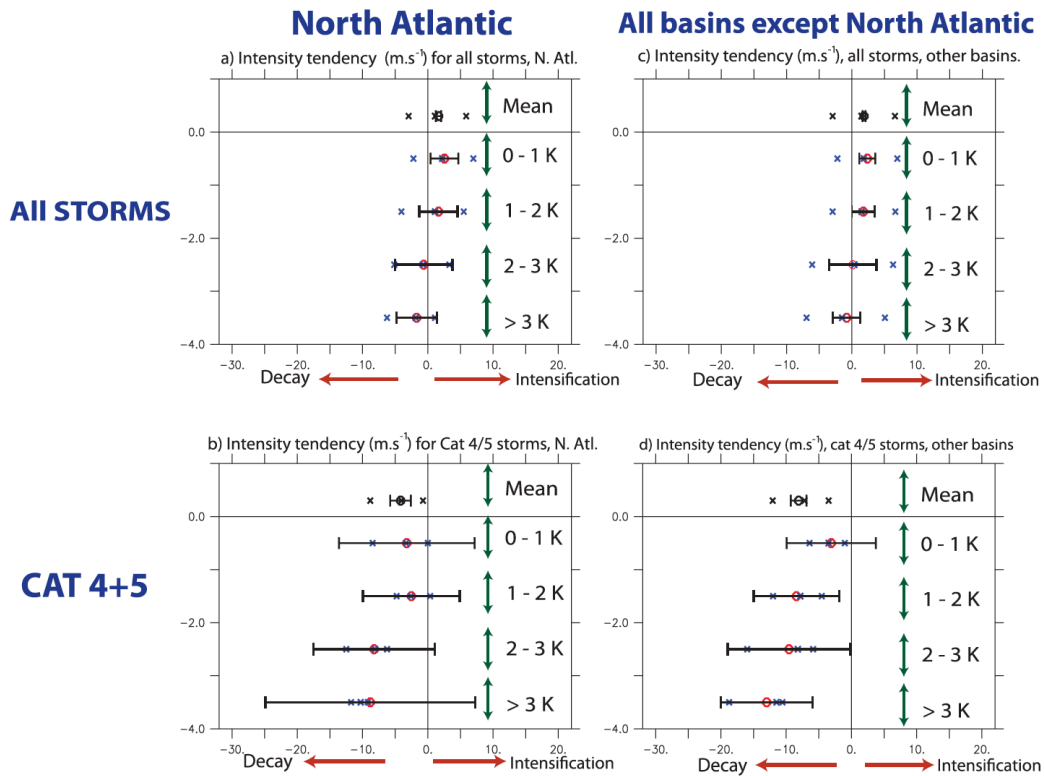 North Atlantic
All basins except North Atlantic
a) Intensity tendency (m.s⁻¹) for all storms, N. Atl.
c) Intensity tendency (m.s⁻¹), all storms, other basins.
All STORMS
Mean
0.0
0 - 1 K
1 - 2 K
-2.0
2 - 3 K
> 3 K
-4.0
-30. -20. -10. 0. 10. 20.
Decay
Intensification
Mean
0.0
0 - 1 K
1 - 2 K
-2.0
2 - 3 K
> 3 K
-4.0
-30. -20. -10. 0. 10. 20.
Decay
Intensification
b) Intensity tendency (m.s⁻¹) for Cat 4/5 storms, N. Atl.
d) Intensity tendency (m.s⁻¹), cat 4/5 storms, other basins
CAT 4+5
Mean
0.0
0 - 1 K
1 - 2 K
-2.0
2 - 3 K
> 3 K
-4.0
-30. -20. -10. 0. 10. 20.
Decay
Intensification
Mean
0.0
0 - 1 K
1 - 2 K
-2.0
2 - 3 K
> 3 K
-4.0
-30. -20. -10. 0. 10. 20.
Decay
Intensification